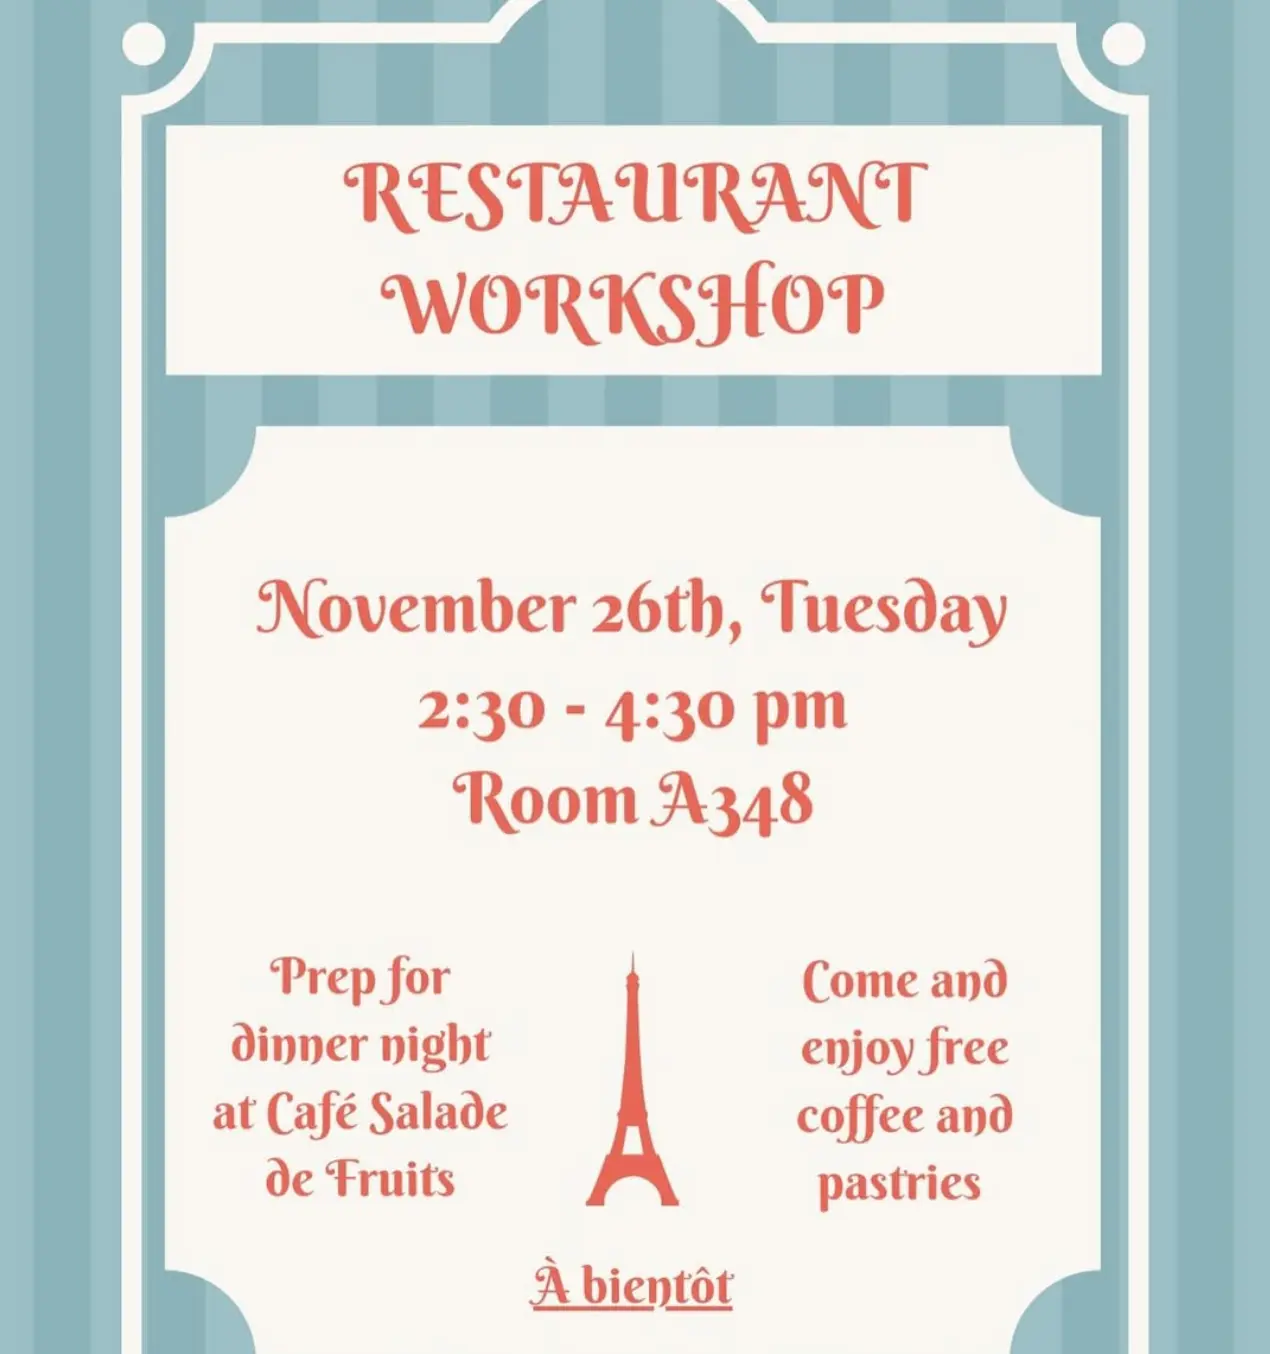 RESTAURANT
WORKSHOP
November 26th, Tuesday
2:30 - 4:30 pm
Room A348
Prep for
dinner night
at Café Salade
de Fruits
Come and
enjoy free
coffee and
pastries
À bientôt